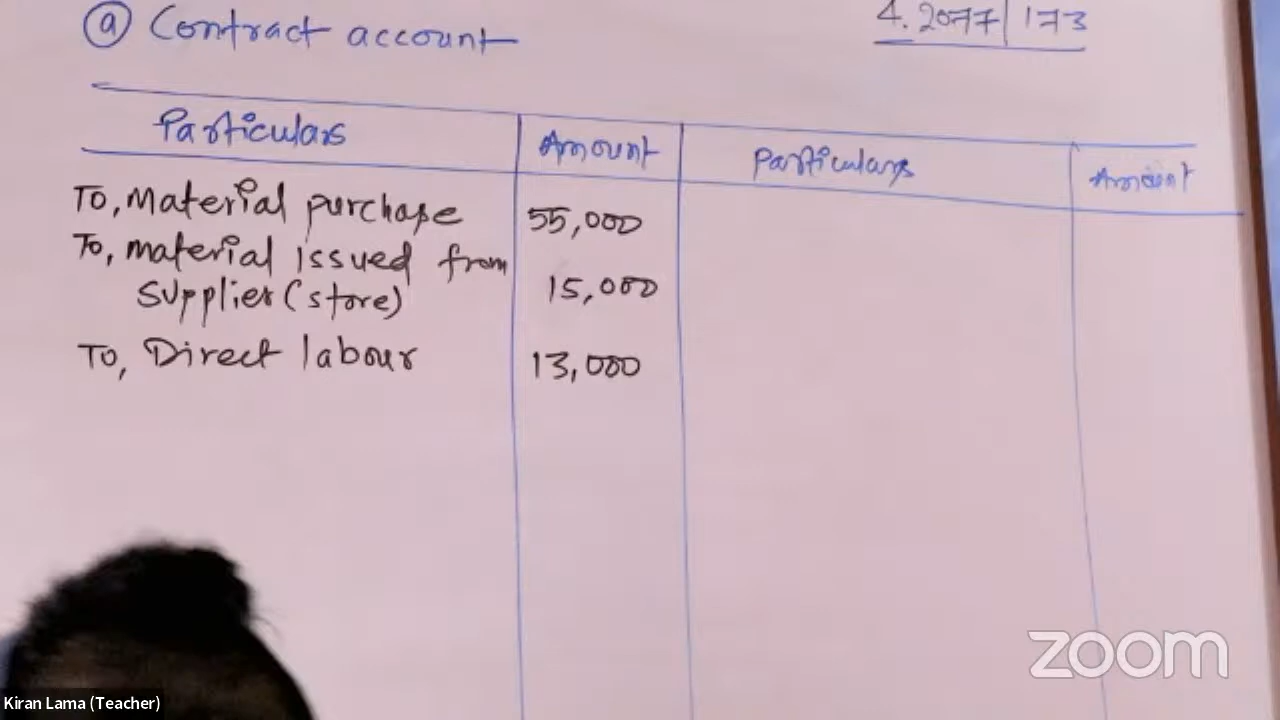 ⓐ Contract account
4. 2077/173
Particulars Amount Particulars Amount
To, Material purchase 55,000
To, material issued from
supplier (store) 15,000
To, Direct labour 13,000
zoom
Kiran Lama (Teacher)